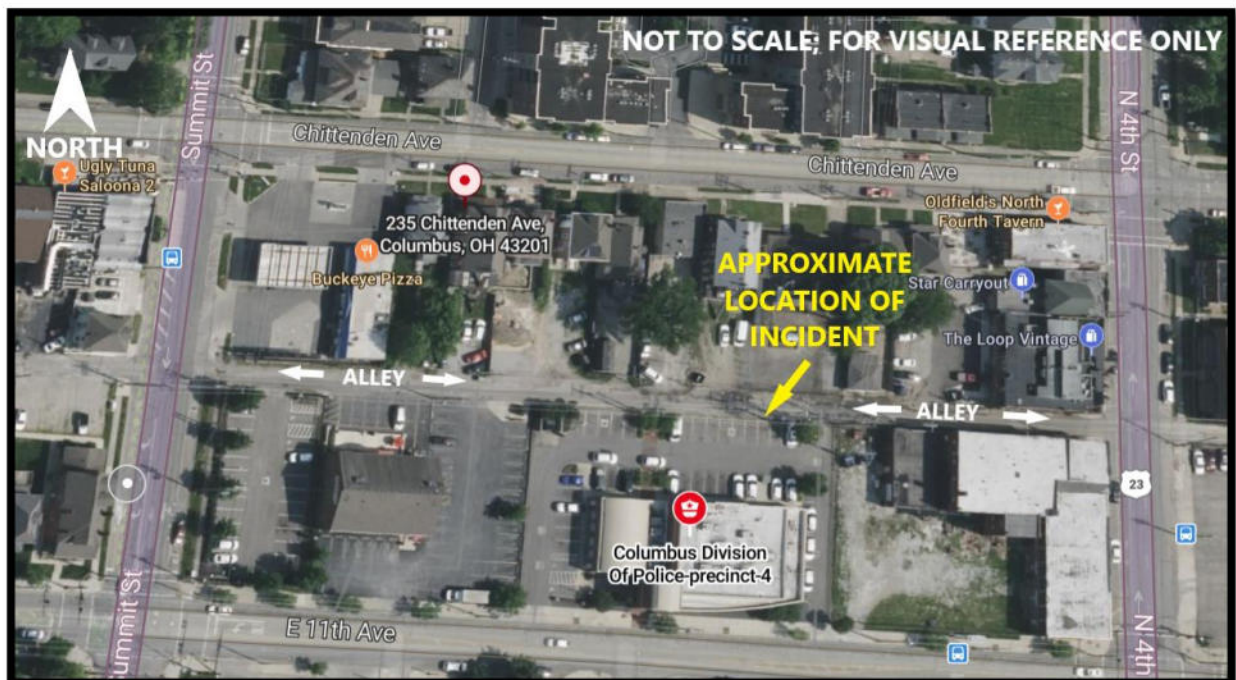 NOT TO SCALE; FOR VISUAL REFERENCE ONLY
NORTH
Summit St
N 4th St
Chittenden Ave
Chittenden Ave
Ugly Tuna
Saloona 2
235 Chittenden Ave,
Columbus, OH 43201
Buckeye Pizza
Oldfield's North
Fourth Tavern
APPROXIMATE
LOCATION OF
INCIDENT
Star Carryout
The Loop Vintage
ALLEY
ALLEY
23
Columbus Division
Of Police-precinct-4
Summit St
E 11th Ave
N 4th